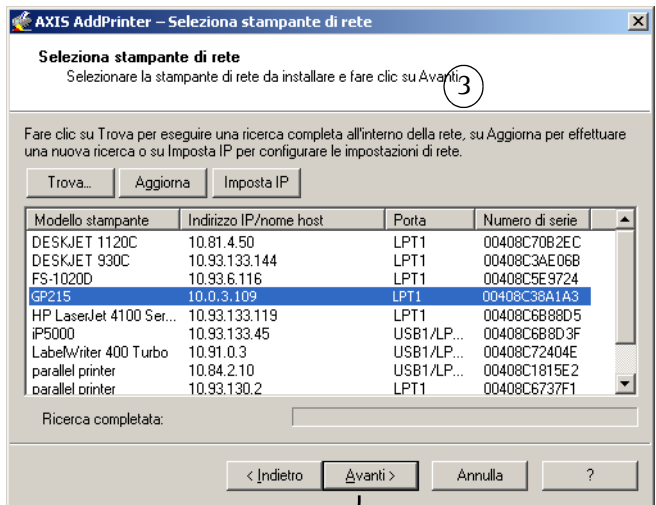 AXIS AddPrinter – Seleziona stampante di rete
Seleziona stampante di rete
Selezionare la stampante di rete da installare e fare clic su Avanti.
3
Fare clic su Trova per eseguire una ricerca completa all'interno della rete, su Aggiorna per effettuare
una nuova ricerca o su Imposta IP per configurare le impostazioni di rete.
Trova... Aggiorna Imposta IP
Modello stampante Indirizzo IP/nome host Porta Numero di serie
DESKJET 1120C 10.81.4.50 LPT1 00408C70B2EC
DESKJET 930C 10.93.133.144 LPT1 00408C3AE06B
FS-1020D 10.93.6.116 LPT1 00408C5E9724
GP215 10.0.3.109 LPT1 00408C38A1A3
HP LaserJet 4100 Ser... 10.93.133.119 LPT1 00408C6B88D5
iP5000 10.93.133.45 USB1/LP... 00408C6B8D3F
LabelWriter 400 Turbo 10.91.0.3 USB1/LP... 00408C72404E
parallel printer 10.84.2.10 USB1/LP... 00408C1815E2
parallel printer 10.93.130.2 LPT1 00408C6737F1
Ricerca completata:
< Indietro Avanti > Annulla ?